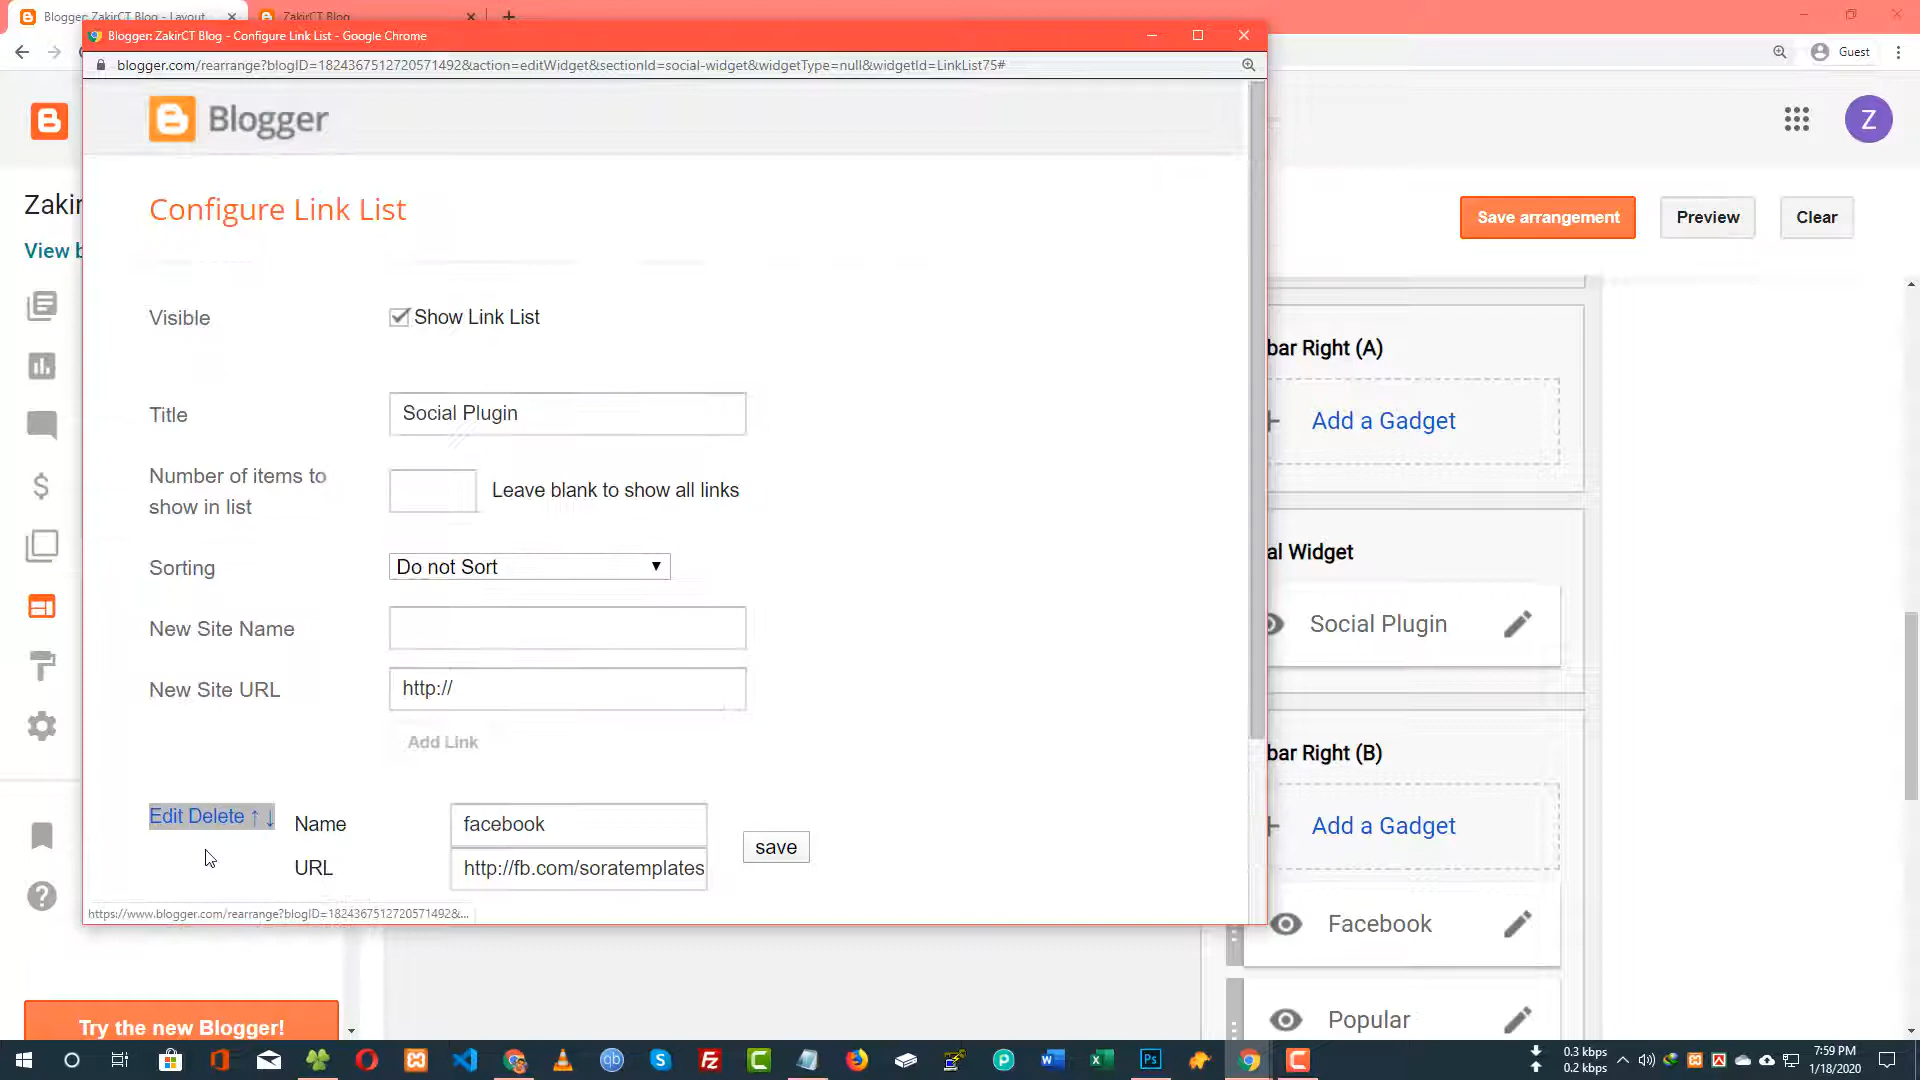 Blogger: ZakirCT Blog - Layout
ZakirCT Blog
Blogger: ZakirCT Blog - Configure Link List - Google Chrome
blogger.com/rearrange?blogID=1824367512720571492&action=editWidget&sectionId=social-widget&widgetType=null&widgetId=LinkList75#
Guest
Blogger
Z
Zakir
View b
Configure Link List
Save arrangement
Preview
Clear
Visible
Show Link List
bar Right (A)
Add a Gadget
Title
Social Plugin
Number of items to
show in list
Leave blank to show all links
Sorting
Do not Sort
al Widget
Social Plugin
New Site Name
New Site URL
http://
Add Link
bar Right (B)
Add a Gadget
Edit Delete ↑ ↓
Name
facebook
save
URL
http://fb.com/soratemplates
https://www.blogger.com/rearrange?blogID=1824367512720571492&...
Facebook
Popular
Try the new Blogger!
0.3 kbps
0.2 kbps
7:59 PM
1/18/2020